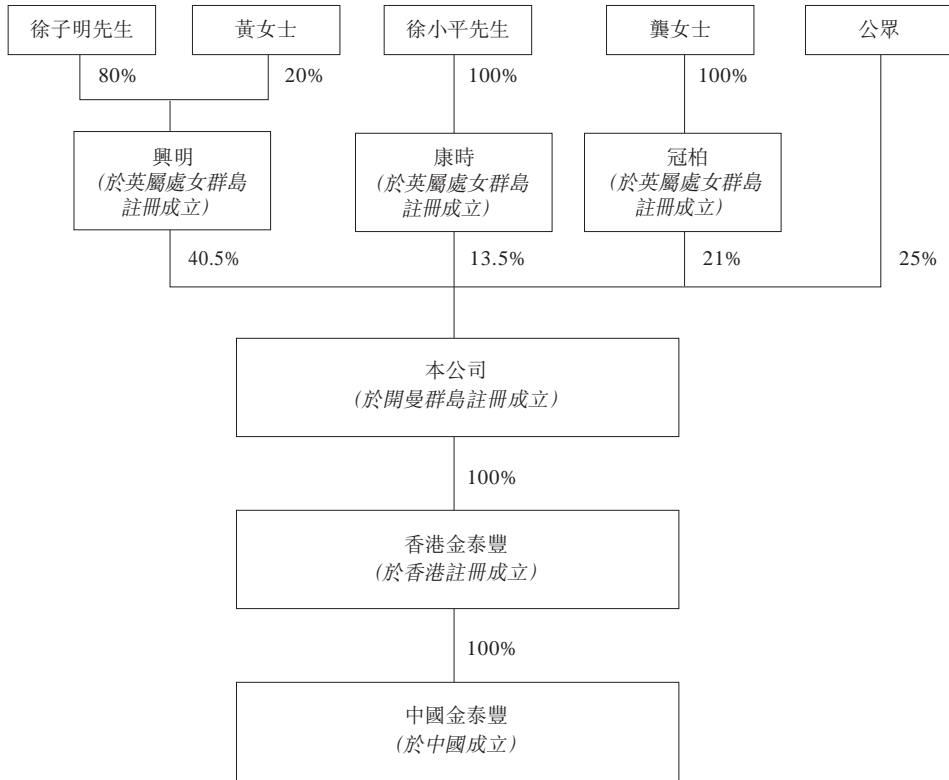 徐子明先生
黃女士
徐小平先生
龔女士
公眾
80%
20%
100%
100%
興明
(於英屬處女群島
註冊成立)
康時
(於英屬處女群島
註冊成立)
冠柏
(於英屬處女群島
註冊成立)
40.5%
13.5%
21%
25%
本公司
(於開曼群島註冊成立)
100%
香港金泰豐
(於香港註冊成立)
100%
中國金泰豐
(於中國成立)